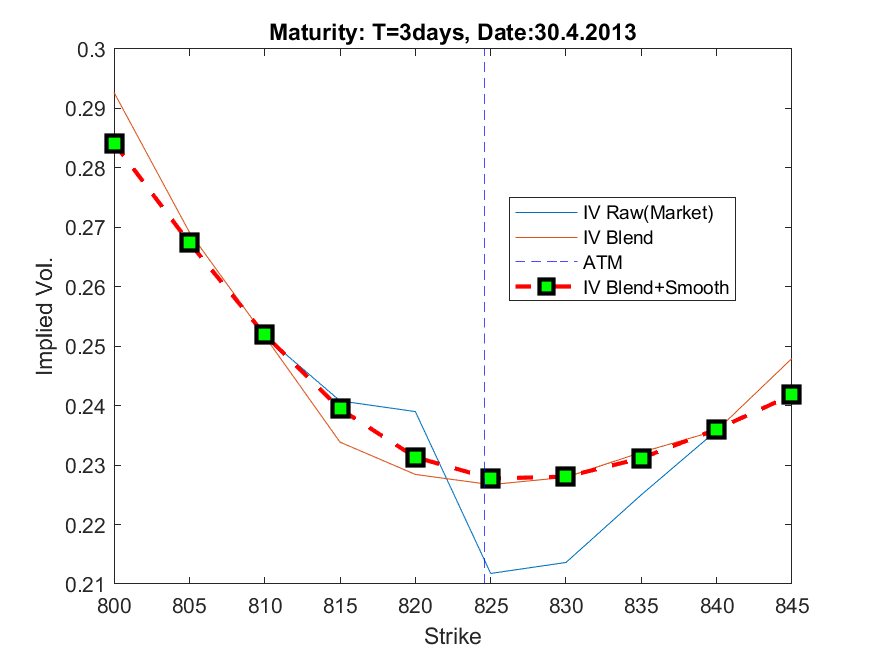 Maturity: T=3days, Date:30.4.2013
0.3
0.29
0.28
0.27
0.26
0.25
0.24
0.23
0.22
0.21
Implied Vol.
IV Raw(Market)
IV Blend
ATM
IV Blend+Smooth
800 805 810 815 820 825 830 835 840 845
Strike